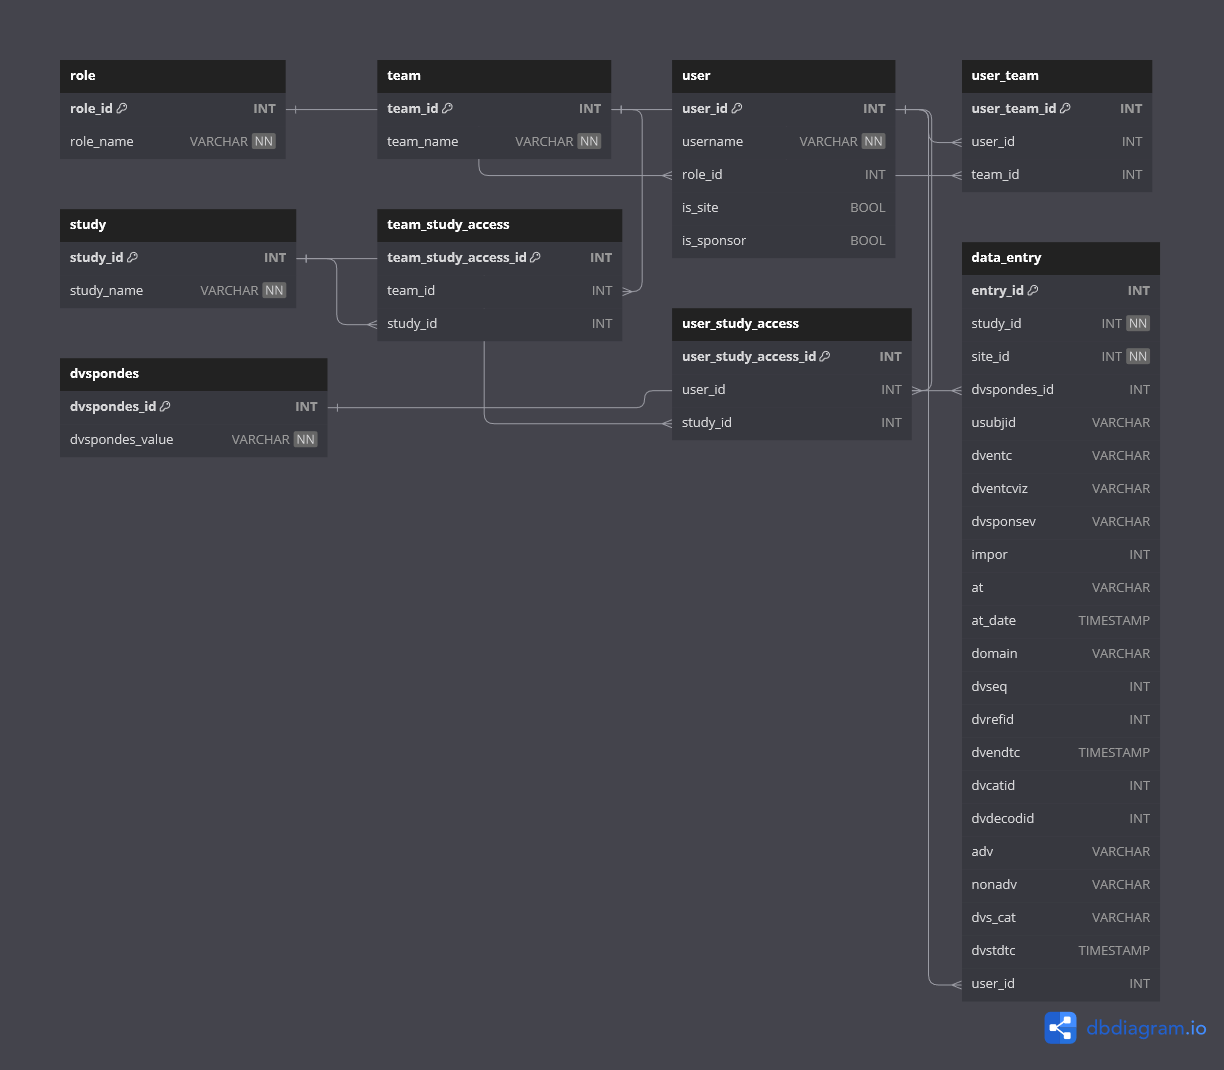 role
role_id INT
role_name VARCHAR NN
team
team_id INT
team_name VARCHAR NN
user
user_id INT
username VARCHAR NN
role_id INT
is_site BOOL
is_sponsor BOOL
user_team
user_team_id INT
user_id INT
team_id INT
study
study_id INT
study_name VARCHAR NN
team_study_access
team_study_access_id INT
team_id INT
study_id INT
data_entry
entry_id INT
study_id INT NN
site_id INT NN
dvspondes_id INT
usubjid VARCHAR
dventc VARCHAR
dventcviz VARCHAR
dvsponsev VARCHAR
impor INT
at VARCHAR
at_date TIMESTAMP
domain VARCHAR
dvseq INT
dvrefid INT
dvendtc TIMESTAMP
dvcatid INT
dvdecodid INT
adv VARCHAR
nonadv VARCHAR
dvs_cat VARCHAR
dvstdtc TIMESTAMP
user_id INT
user_study_access
user_study_access_id INT
user_id INT
study_id INT
dvspondes
dvspondes_id INT
dvspondes_value VARCHAR NN
dbdiagram.io